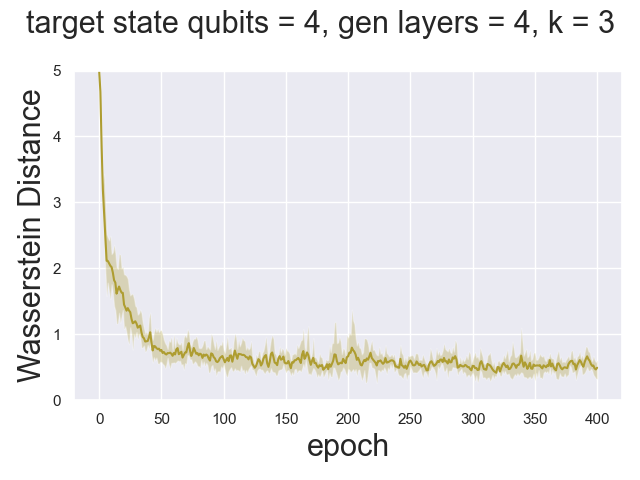 target state qubits = 4, gen layers = 4, k = 3
Wasserstein Distance
5
4
3
2
1
0
0 50 100 150 200 250 300 350 400
epoch